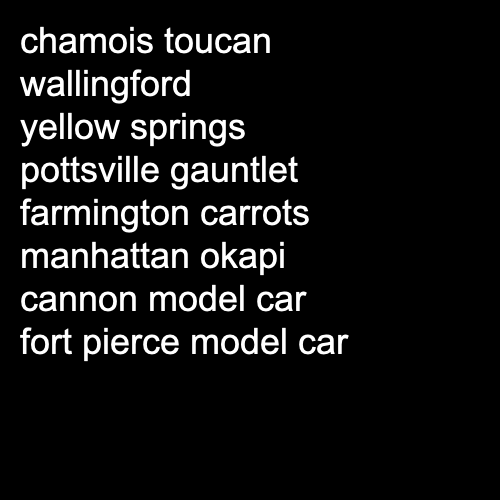 chamois toucan
wallingford
yellow springs
pottsville gauntlet
farmington carrots
manhattan okapi
cannon model car
fort pierce model car